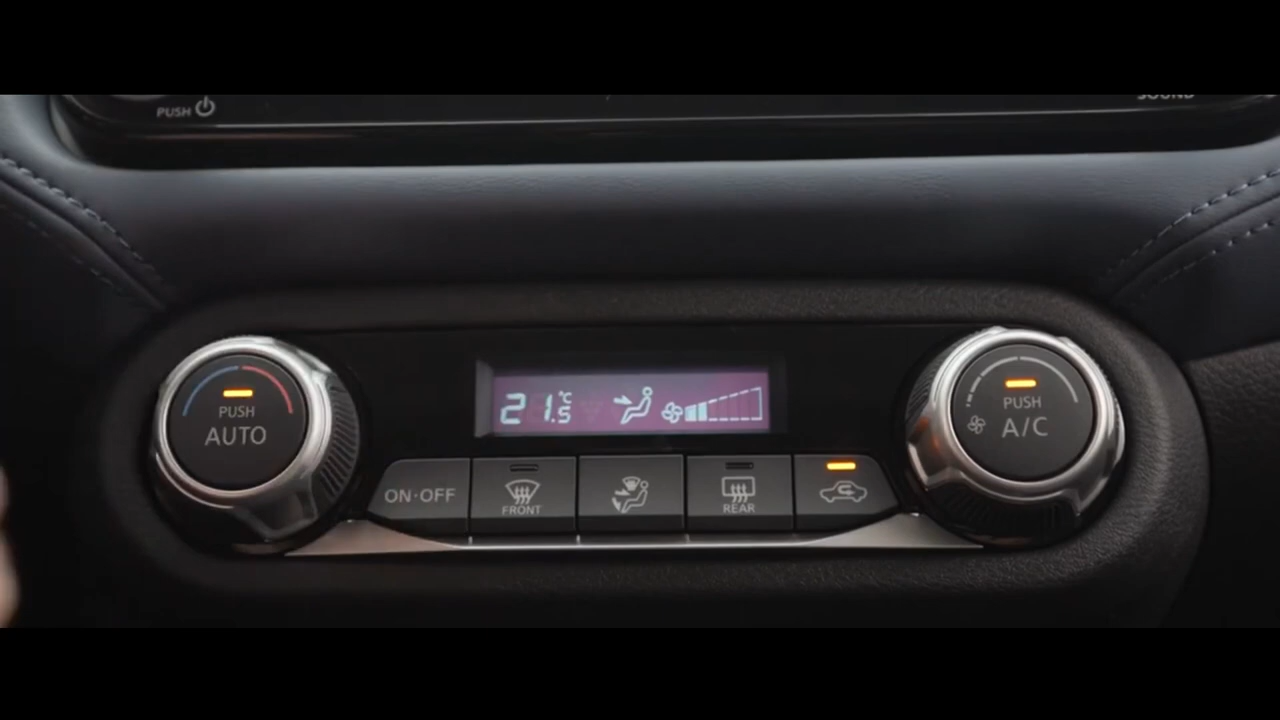 PUSH
SOUND
21.5 °C
PUSH
AUTO
PUSH
A/C
ON·OFF
FRONT
REAR